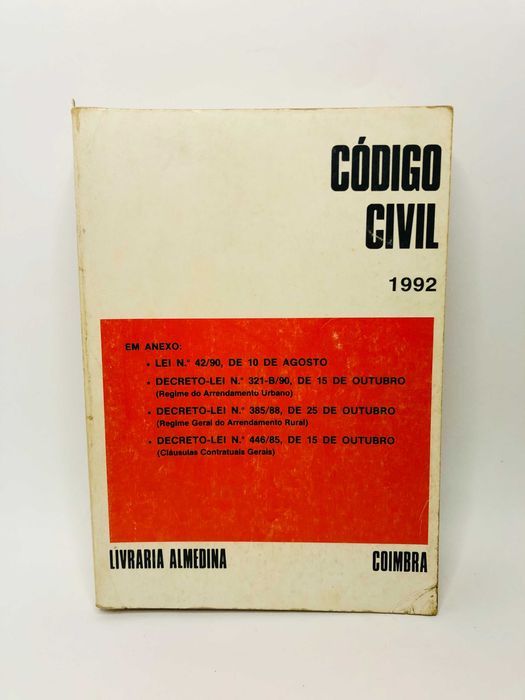 CÓDIGO
CIVIL
1992
EM ANEXO:
• LEI N.° 42/90, DE 10 DE AGOSTO
• DECRETO-LEI N.° 321-B/90, DE 15 DE OUTUBRO
(Regime do Arrendamento Urbano)
• DECRETO-LEI N.° 385/88, DE 25 DE OUTUBRO
(Regime Geral do Arrendamento Rural)
• DECRETO-LEI N.° 446/85, DE 15 DE OUTUBRO
(Cláusulas Contratuais Gerais)
LIVRARIA ALMEDINA COIMBRA